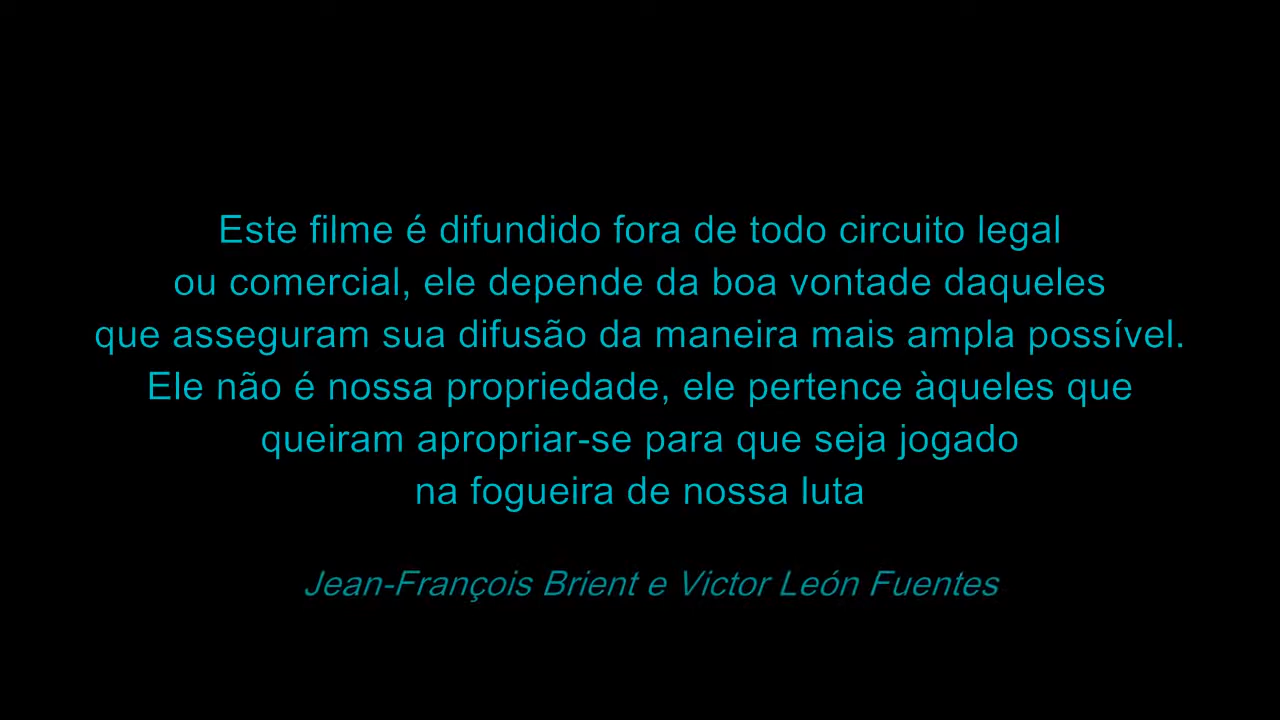 Este filme é difundido fora de todo circuito legal
ou comercial, ele depende da boa vontade daqueles
que asseguram sua difusão da maneira mais ampla possível.
Ele não é nossa propriedade, ele pertence àqueles que
queiram apropriar-se para que seja jogado
na fogueira de nossa luta
Jean-François Brient e Victor León Fuentes